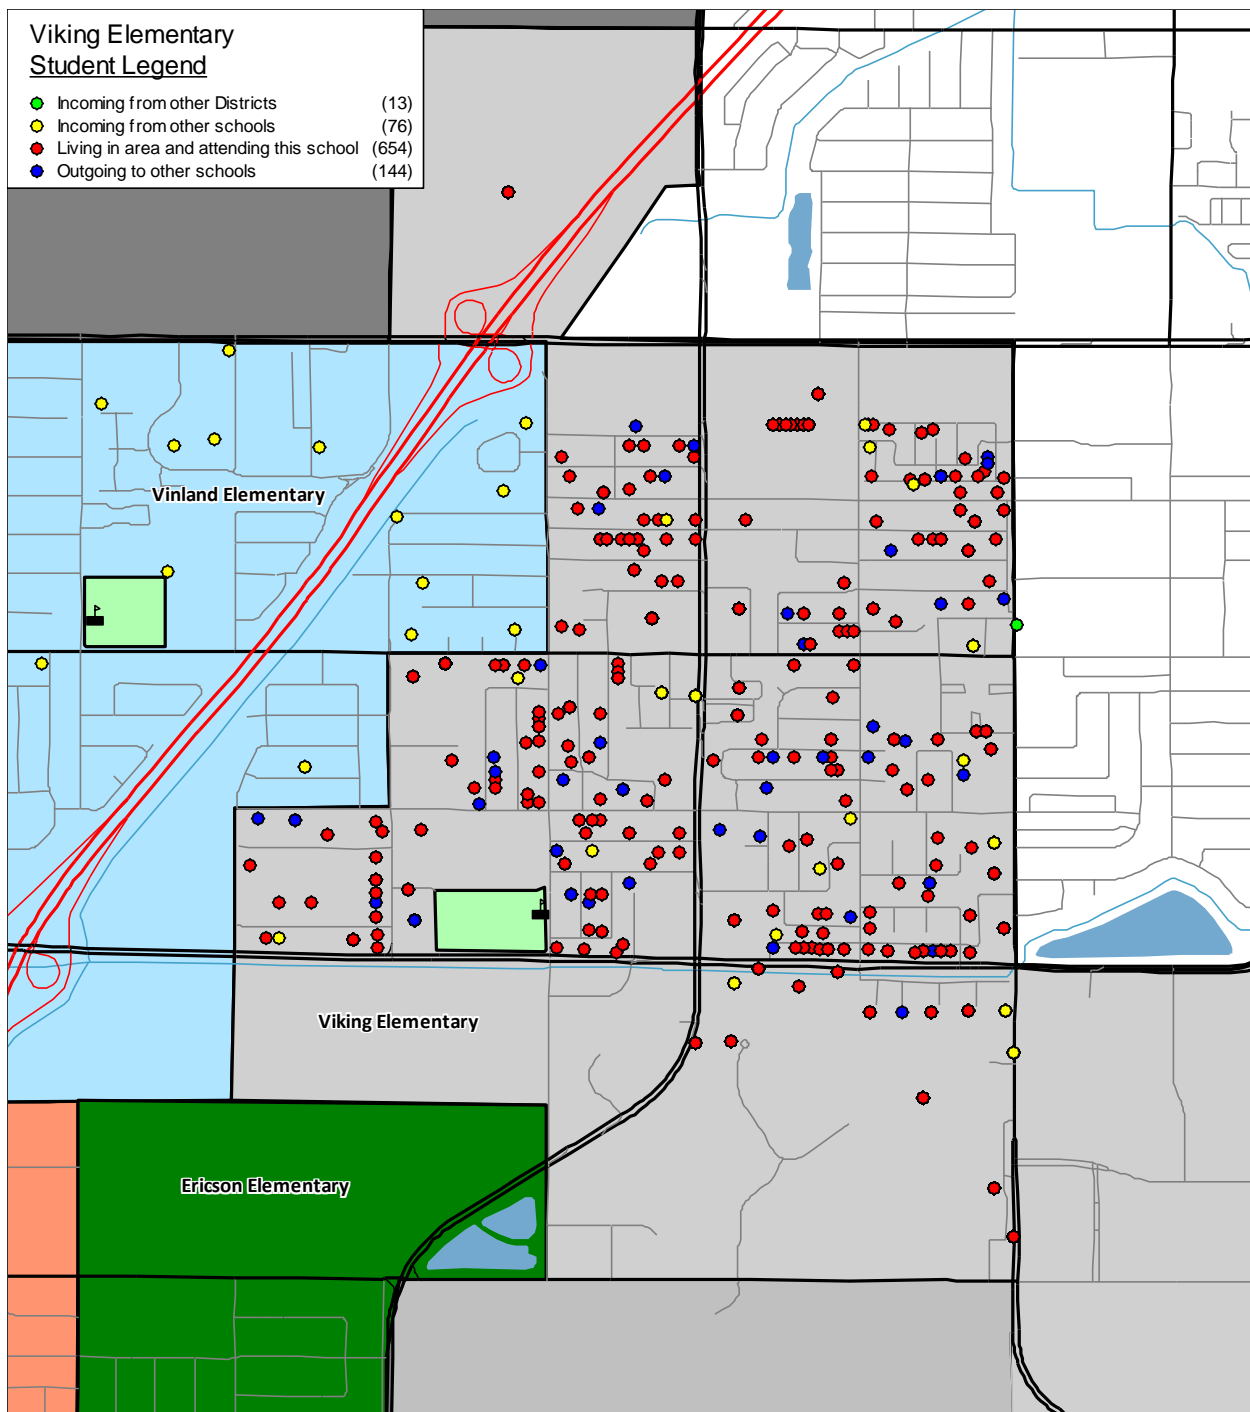 Viking Elementary
Student Legend
Incoming from other Districts (13)
Incoming from other schools (76)
Living in area and attending this school (654)
Outgoing to other schools (144)
Vinland Elementary
Viking Elementary
Ericson Elementary